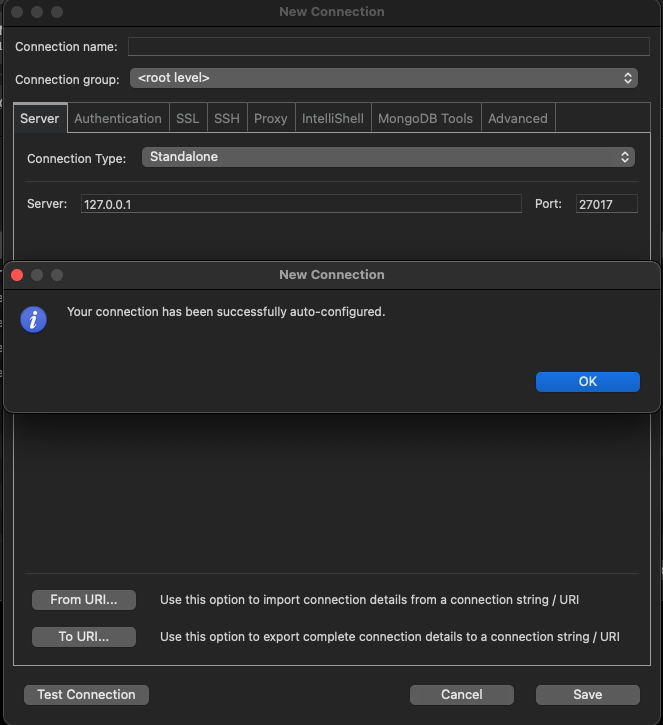 New Connection
Connection name:
Connection group: <root level>
Server Authentication SSL SSH Proxy IntelliShell MongoDB Tools Advanced
Connection Type: Standalone
Server: 127.0.0.1 Port: 27017
New Connection
Your connection has been successfully auto-configured.
OK
From URI... Use this option to import connection details from a connection string / URI
To URI... Use this option to export complete connection details to a connection string / URI
Test Connection Cancel Save